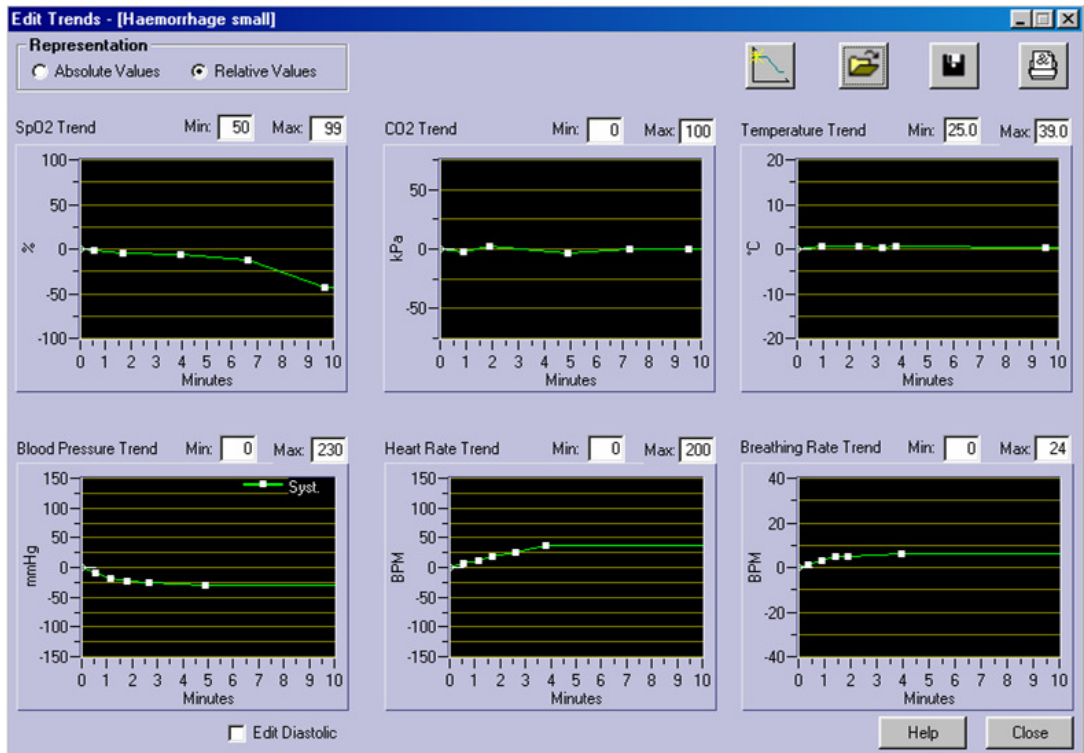 Edit Trends - [Haemorrhage small]
Representation
Absolute Values Relative Values
SpO2 Trend Min: 50 Max: 99
100
50
0
-50
-100
%
0 1 2 3 4 5 6 7 8 9 10
Minutes
CO2 Trend Min: 0 Max: 100
50
0
-50
kPa
0 1 2 3 4 5 6 7 8 9 10
Minutes
Temperature Trend Min: 25.0 Max: 39.0
20
10
0
-10
-20
°C
0 1 2 3 4 5 6 7 8 9 10
Minutes
Blood Pressure Trend Min: 0 Max: 230
Syst.
150
100
50
0
-50
-100
-150
mmHg
0 1 2 3 4 5 6 7 8 9 10
Minutes
Heart Rate Trend Min: 0 Max: 200
150
100
50
0
-50
-100
-150
BPM
0 1 2 3 4 5 6 7 8 9 10
Minutes
Breathing Rate Trend Min: 0 Max: 24
40
20
0
-20
-40
BPM
0 1 2 3 4 5 6 7 8 9 10
Minutes
Edit Diastolic
Help Close